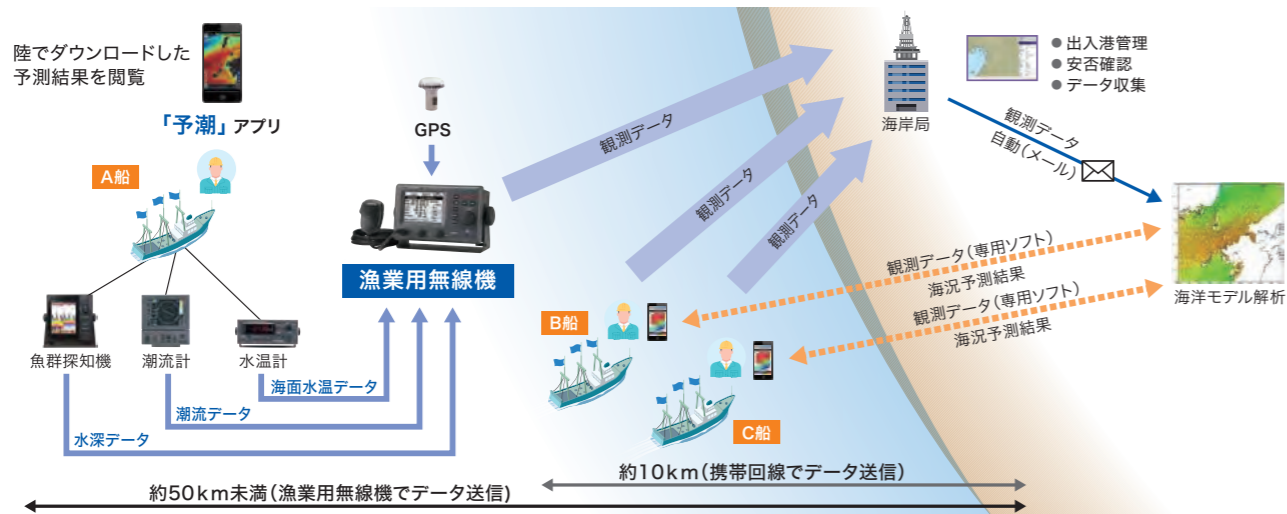 陸でダウンロードした
予測結果を閲覧
「予潮」アプリ
A船
魚群探知機
潮流計
水温計
海面水温データ
潮流データ
水深データ
GPS
漁業用無線機
観測データ
観測データ
観測データ
海岸局
● 出入港管理
● 安否確認
● データ収集
観測データ
自動(メール)
観測データ(専用ソフト)
海況予測結果
観測データ(専用ソフト)
海況予測結果
海洋モデル解析
B船
C船
約10km(携帯回線でデータ送信)
約50km未満(漁業用無線機でデータ送信)